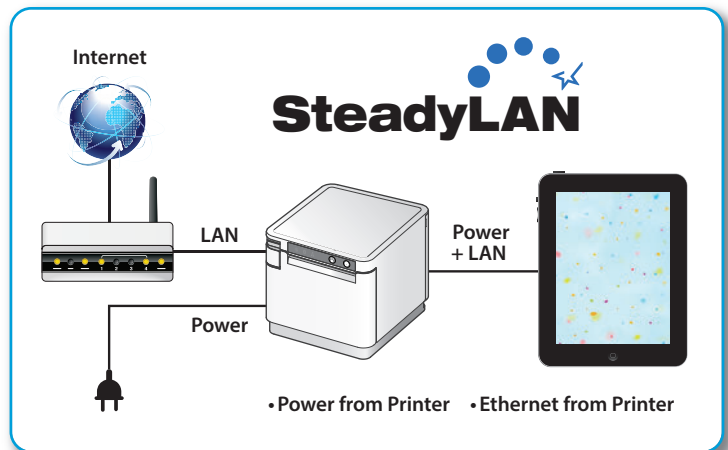 Internet
SteadyLAN
LAN
Power
+ LAN
Power
• Power from Printer • Ethernet from Printer